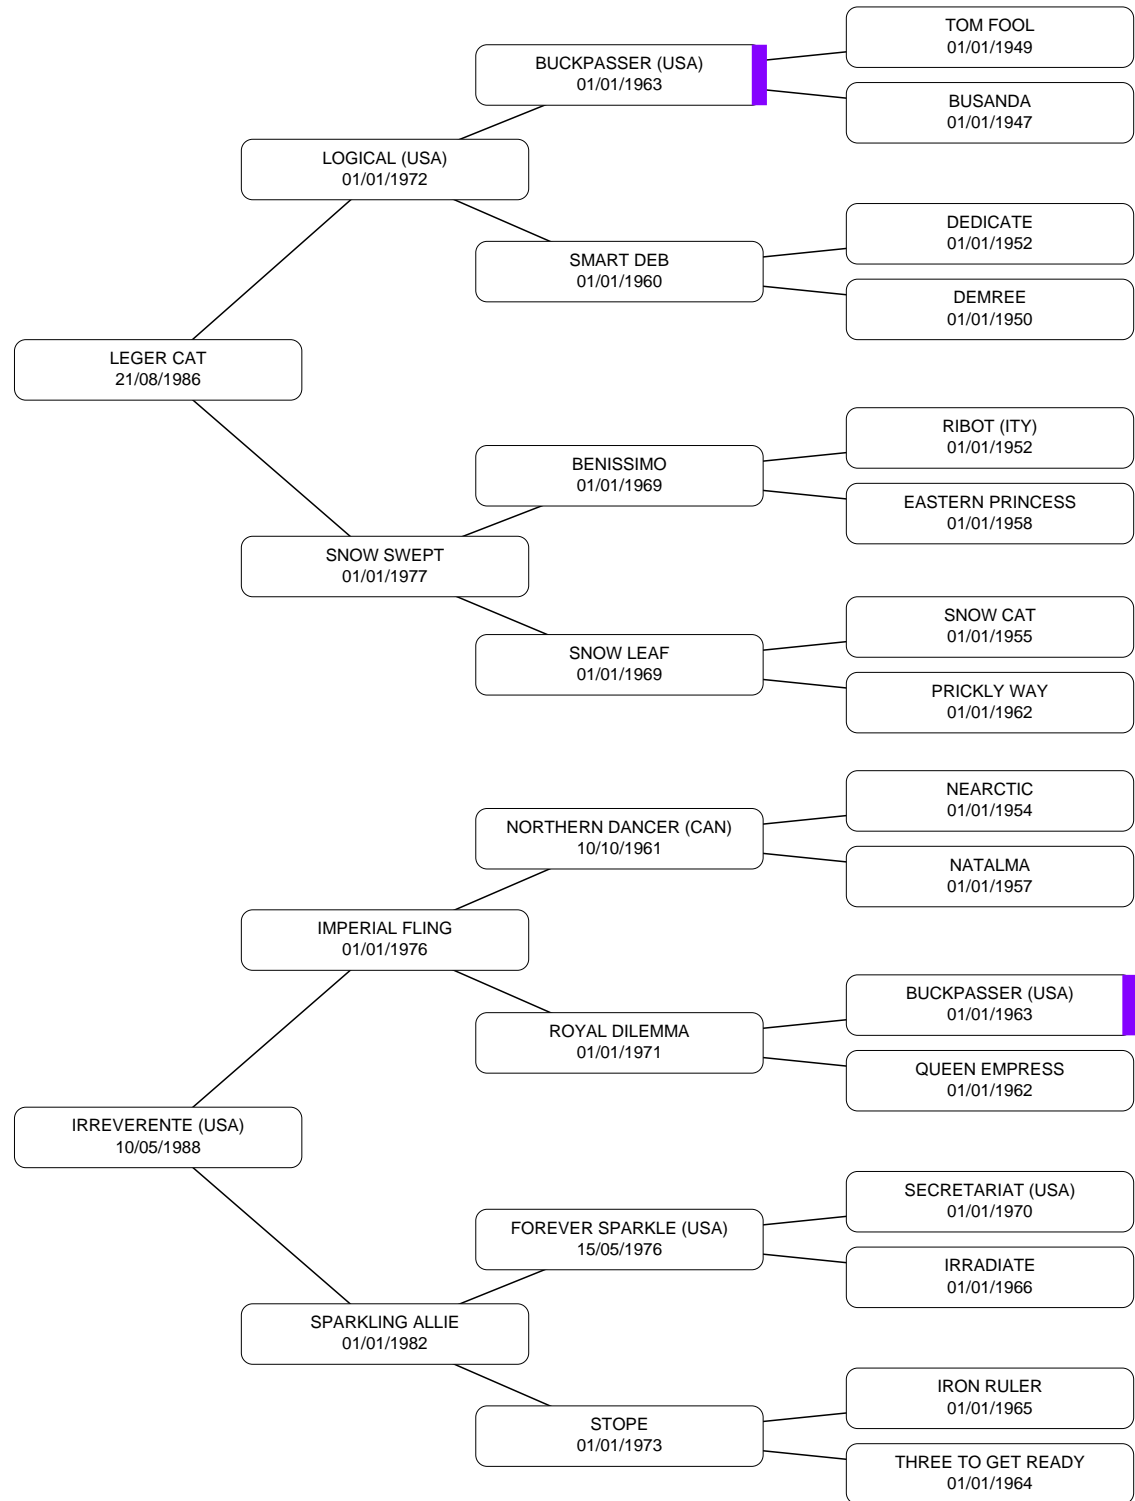 TOM FOOL
01/01/1949
BUCKPASSER (USA)
01/01/1963
BUSANDA
01/01/1947
LOGICAL (USA)
01/01/1972
DEDICATE
01/01/1952
SMART DEB
01/01/1960
DEMREE
01/01/1950
LEGER CAT
21/08/1986
RIBOT (ITY)
01/01/1952
BENISSIMO
01/01/1969
EASTERN PRINCESS
01/01/1958
SNOW SWEPT
01/01/1977
SNOW CAT
01/01/1955
SNOW LEAF
01/01/1969
PRICKLY WAY
01/01/1962
NEARCTIC
01/01/1954
NORTHERN DANCER (CAN)
10/10/1961
NATALMA
01/01/1957
IMPERIAL FLING
01/01/1976
BUCKPASSER (USA)
01/01/1963
ROYAL DILEMMA
01/01/1971
QUEEN EMPRESS
01/01/1962
IRREVERENTE (USA)
10/05/1988
SECRETARIAT (USA)
01/01/1970
FOREVER SPARKLE (USA)
15/05/1976
IRRADIATE
01/01/1966
SPARKLING ALLIE
01/01/1982
IRON RULER
01/01/1965
STOPE
01/01/1973
THREE TO GET READY
01/01/1964